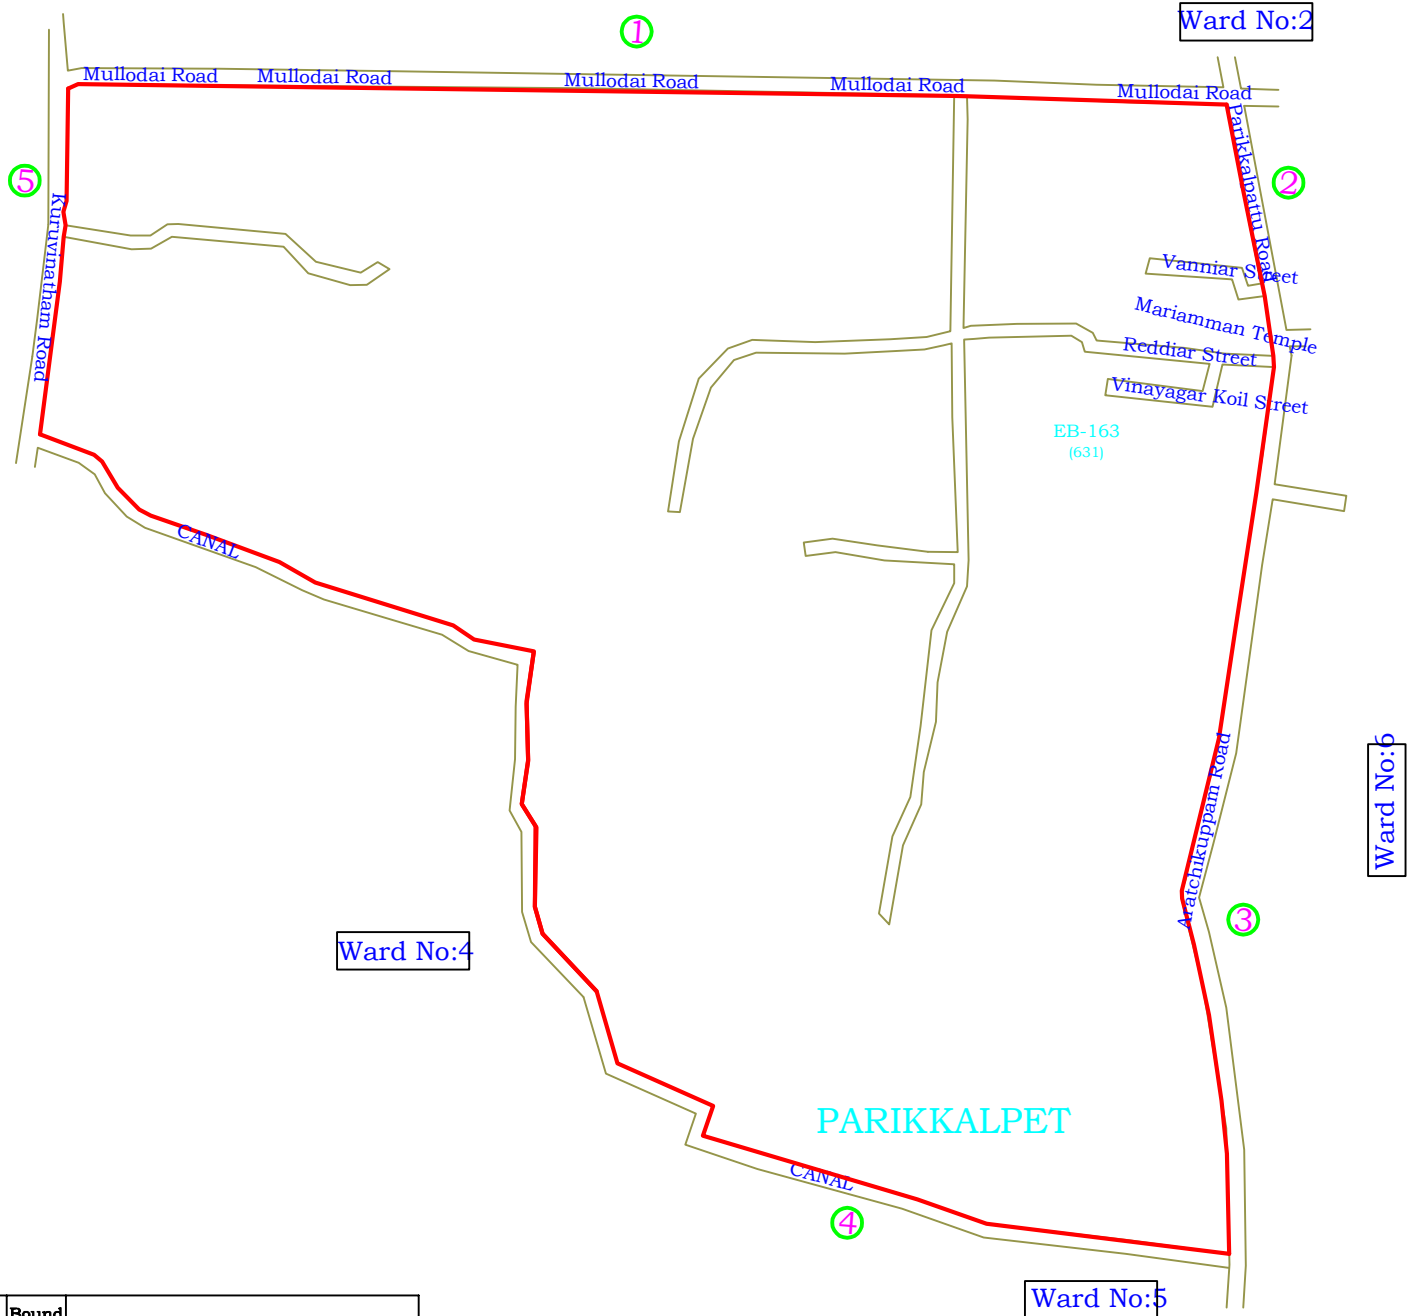 Ward No:2
1
Mullodai Road
Mullodai Road
Mullodai Road
Mullodai Road
Mullodai Road
5
2
Parikkalpattu Road
Kuruvinatham Road
Vanniar Street
Mariamman Temple
Reddiar Street
Vinayagar Koil Street
EB-163
(631)
CANAL
Aratchikuppam Road
Ward No:6
3
Ward No:4
PARIKKALPET
CANAL
4
Ward No:5
Bound